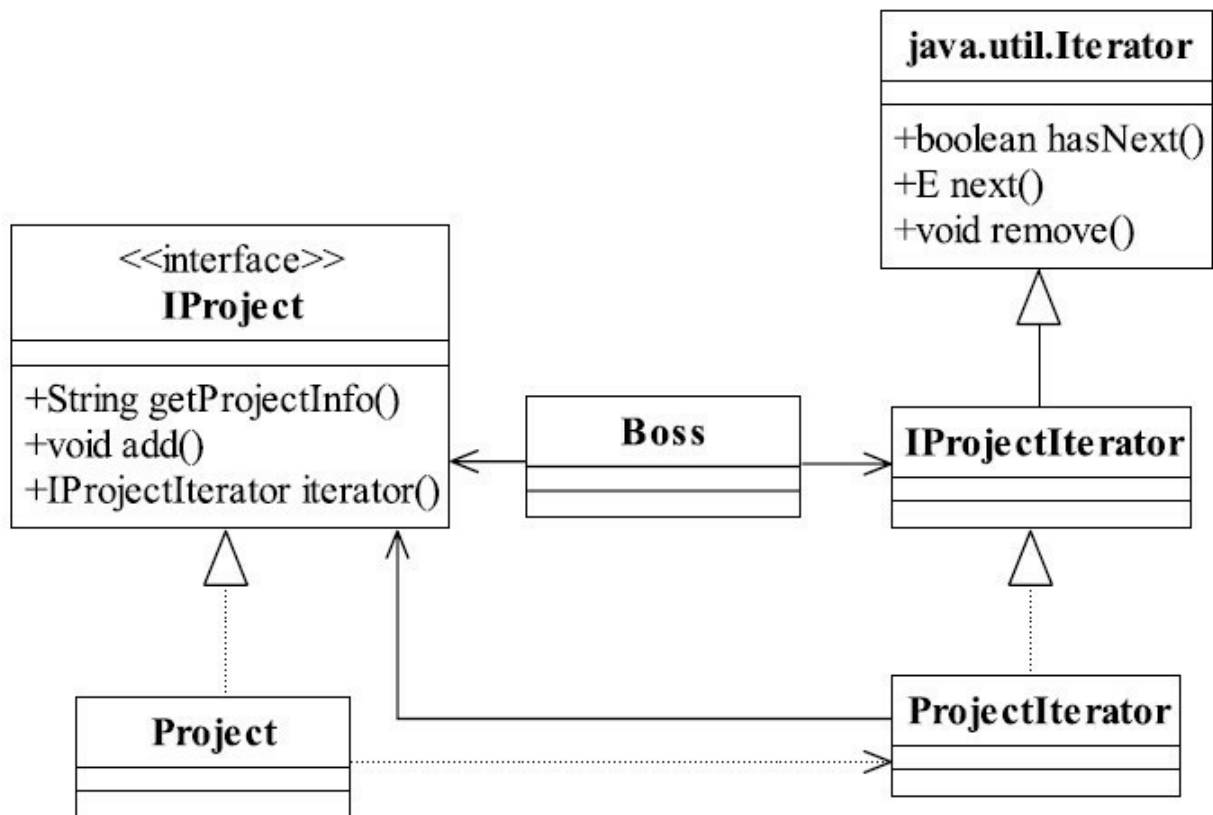 java.util.Iterator
+boolean hasNext()
+E next()
+void remove()
<<interface>>
IProject
+String getProjectInfo()
+void add()
+IProjectIterator iterator()
Boss
IProjectIterator
Project
ProjectIterator